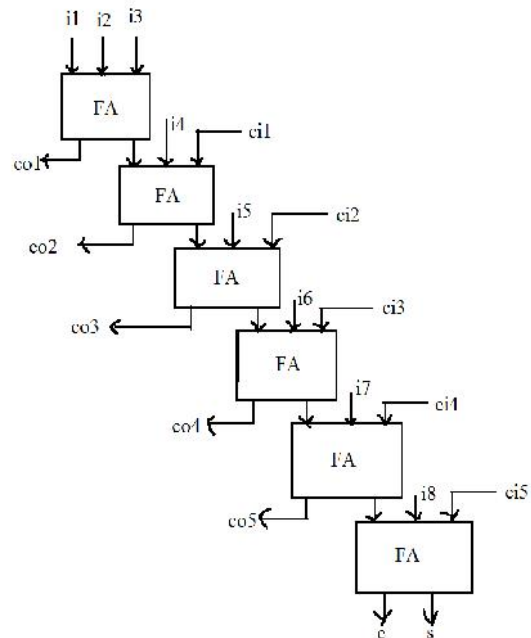 i1 i2 i3
FA
i4 ci1
co1
FA
i5 ci2
co2
FA
i6 ci3
co3
FA
i7 ci4
co4
FA
i8 ci5
co5
FA
c s